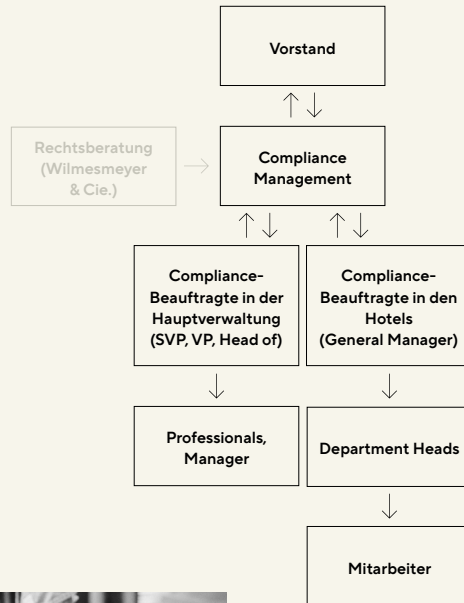 Vorstand
Rechtsberatung
(Wilmesmeyer
& Cie.)
Compliance
Management
Compliance-
Beauftragte in der
Hauptverwaltung
(SVP, VP, Head of)
Compliance-
Beauftragte in den
Hotels
(General Manager)
Professionals,
Manager
Department Heads
Mitarbeiter